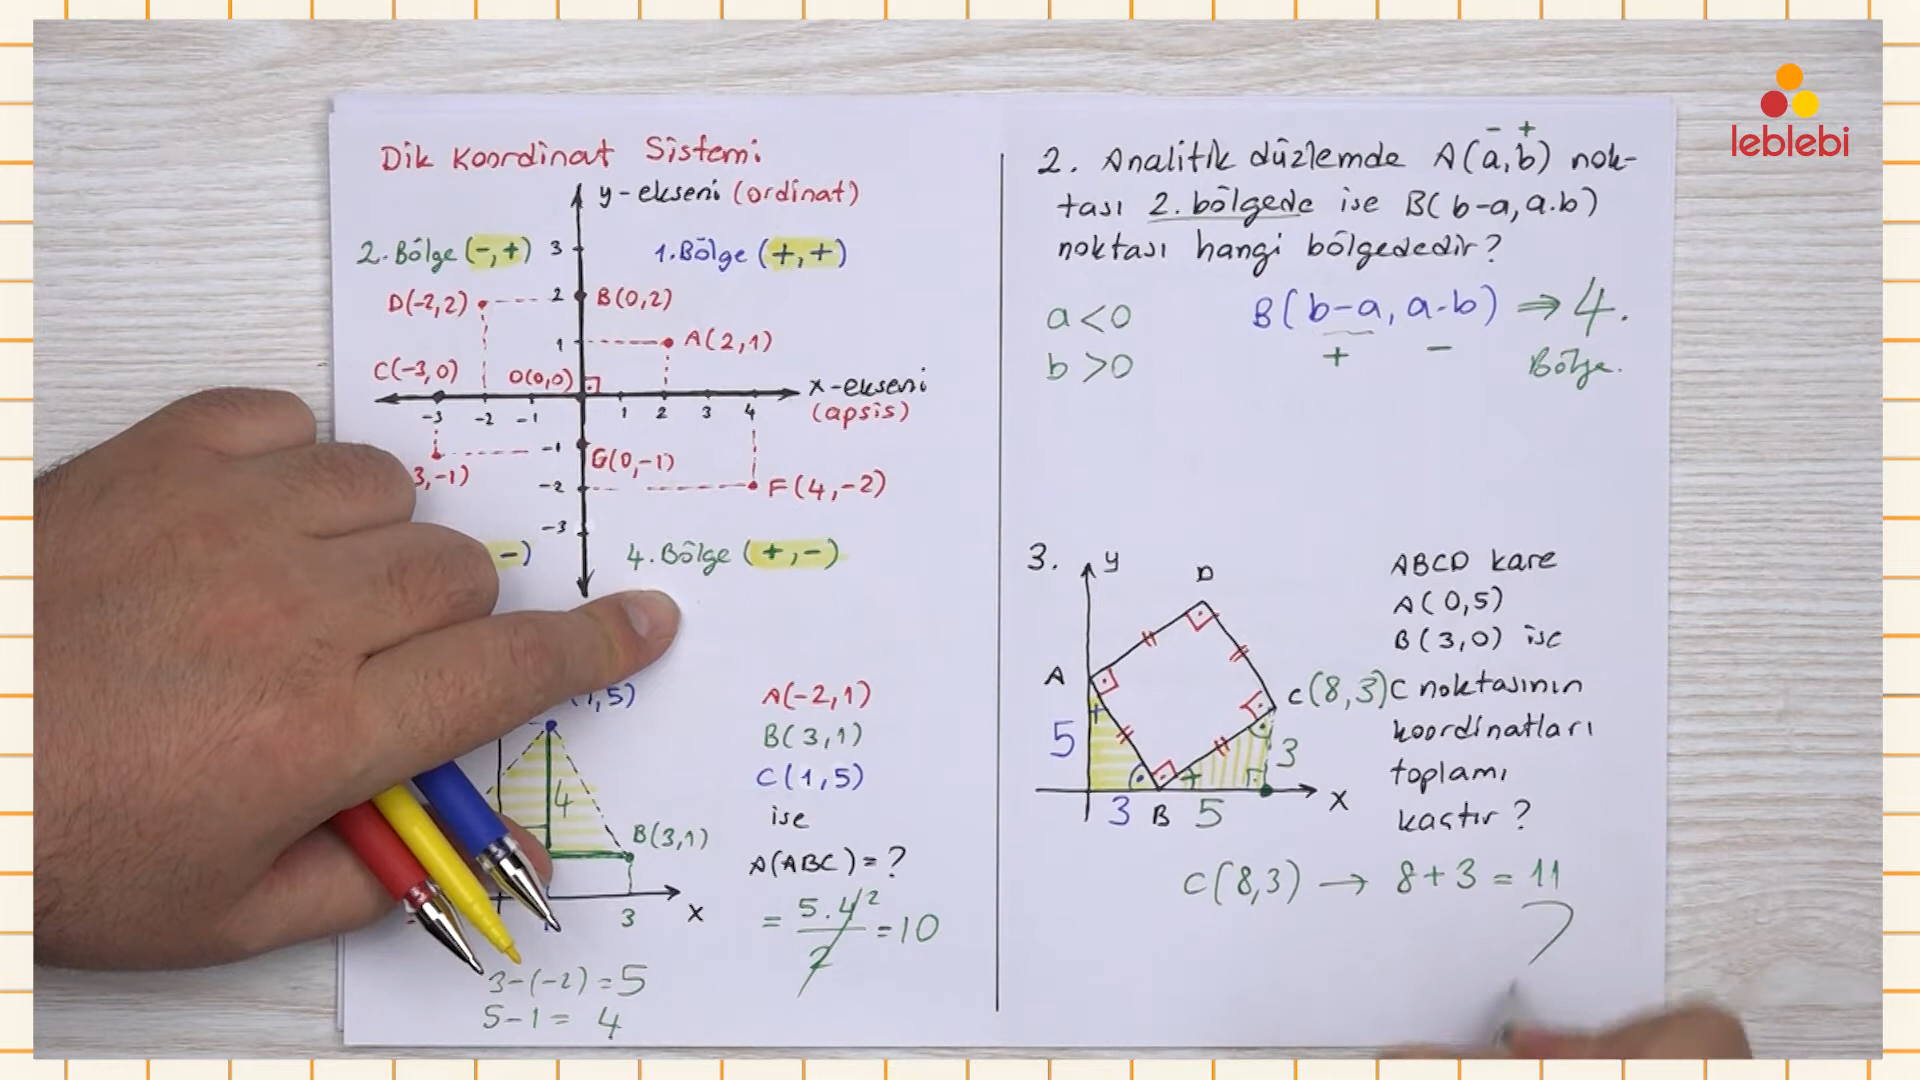 leblebi
Dik Koordinat Sistemi
y-ekseni (ordinat)
2. Bölge (-,+)
3
1. Bölge (+,+)
D(-2,2)
2
B(0,2)
1
A(2,1)
C(-3,0)
O(0,0)
x-ekseni
(apsis)
-3 -2 -1 1 2 3 4
-1
3,-1)
G(0,-1)
-2
F(4,-2)
-3
-)
4. Bölge (+,-)
1,5)
4
B(3,1)
3
x
3-(-2)=5
5-1= 4
A(-2,1)
B(3,1)
C(1,5)
ise
A(ABC)=?
= 5.4/2 =10
2
- +
2. Analitik düzlemde A(a,b) nok-
tası 2. bölgede ise B(b-a, a.b)
noktası hangi bölgededir?
a<0
b>0
B(b-a, a-b) ⇒ 4.
+ -
Bölge.
3.
y
D
A
C(8,3)
5
3
3 B 5
x
ABCD kare
A(0,5)
B(3,0) ise
C noktasının
koordinatları
toplamı
kaçtır?
C(8,3) → 8+3 = 11